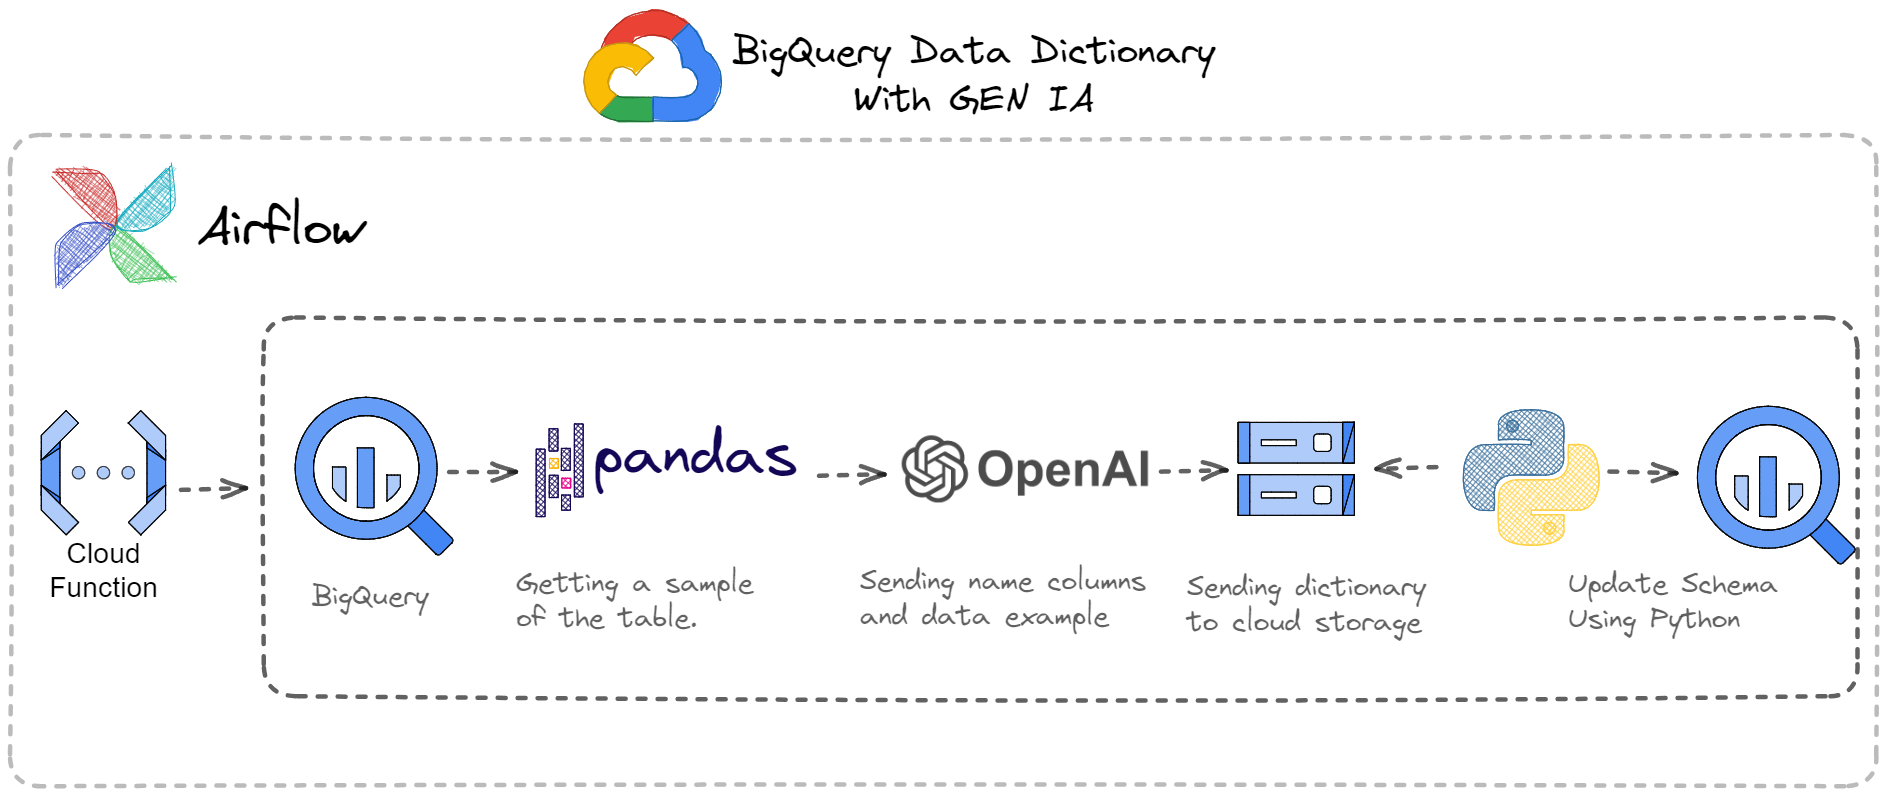 BigQuery Data Dictionary
With GEN IA
Airflow
pandas
OpenAI
Cloud
Function
BigQuery
Getting a sample
of the table.
Sending name columns
and data example
Sending dictionary
to cloud storage
Update Schema
Using Python